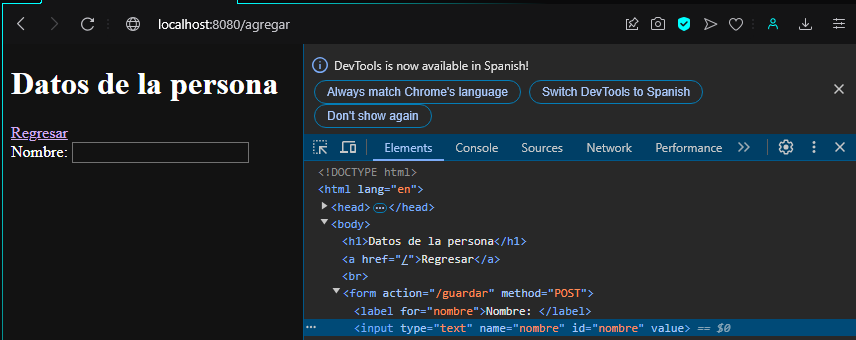 localhost:8080/agregar
Datos de la persona
Regresar
Nombre:
DevTools is now available in Spanish!
Always match Chrome's language
Switch DevTools to Spanish
Don't show again
Elements
Console
Sources
Network
Performance
<!DOCTYPE html>
<html lang="en">
<head>…</head>
<body>
<h1>Datos de la persona</h1>
<a href="/">Regresar</a>
<br>
<form action="/guardar" method="POST">
<label for="nombre">Nombre: </label>
<input type="text" name="nombre" id="nombre" value> == $0